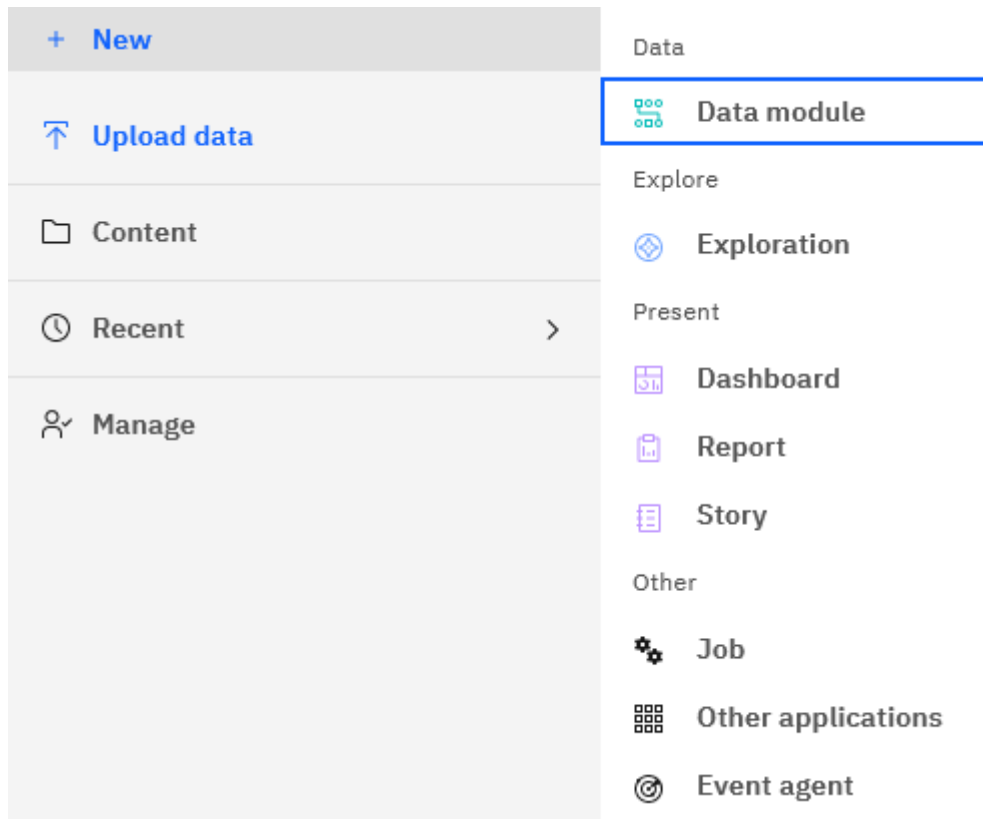 New
Upload data
Content
Recent
Manage
Data
Data module
Explore
Exploration
Present
Dashboard
Report
Story
Other
Job
Other applications
Event agent